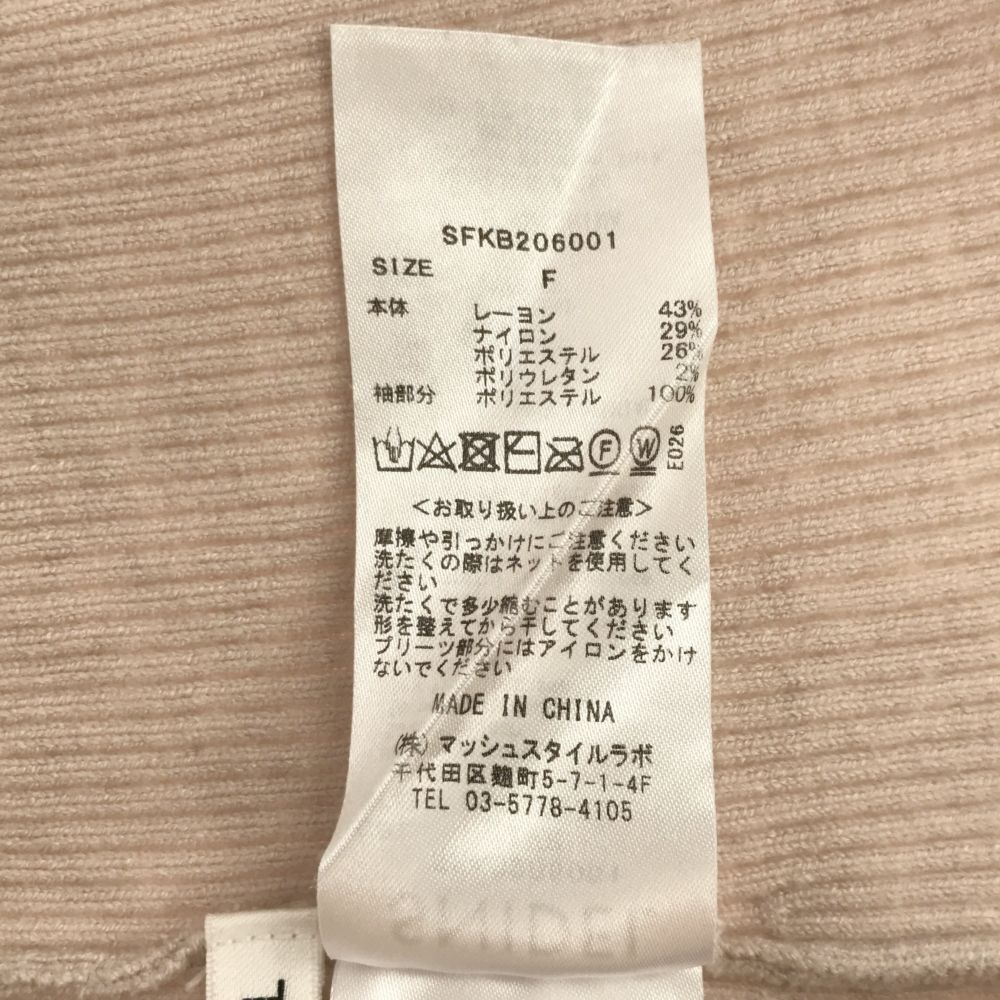 SFKB206001
SIZE F
本体 レーヨン 43%
ナイロン 29%
ポリエステル 26%
ポリウレタン 2%
袖部分 ポリエステル 100%
F W E026
<お取り扱い上のご注意>
摩擦や引っかけにご注意ください
洗たくの際はネットを使用してく
ださい
洗たくで多少縮むことがあります
形を整えてから干してください
プリーツ部分にはアイロンをかけ
ないでください
MADE IN CHINA
(株)マッシュスタイルラボ
千代田区麹町5-7-1-4F
TEL 03-5778-4105